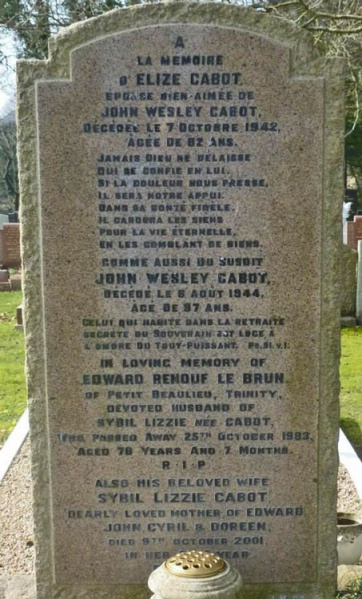 A
LA MEMOIRE
D'ELIZE CABOT
EPOUSE BIEN-AIMÉE DE
JOHN WESLEY CABOT,
DÉCÉDÉE LE 7 OCTOBRE 1942,
AGÉE DE 82 ANS.
JAMAIS DIEU NE DELAISSE
QUI SE CONFIE EN LUI.
SI LA DOULEUR NOUS PRESSE,
IL SERA NOTRE APPUI.
DANS SA BONTÉ FIDÈLE,
IL GARDERA LES SIENS
POUR LA VIE ÉTERNELLE,
EN LES COMBLANT DE BIENS.
COMME AUSSI DU SUSDIT
JOHN WESLEY CABOT,
DÉCÉDÉ LE 6 AOUT 1944,
AGE DE 87 ANS.
CELUI QUI HABITE DANS LA RETRAITE
SECRETE DU SOUVERAIN EST LOGÉ A
L'OMBRE DU TOUT-PUISSANT. Ps. 91. v.1.
IN LOVING MEMORY OF
EDWARD RENOUF LE BRUN
OF PETIT BEAULIEU, TRINITY,
DEVOTED HUSBAND OF
SYBIL LIZZIE NÉE CABOT,
WHO PASSED AWAY 25TH OCTOBER 1983,
AGED 78 YEARS AND 7 MONTHS.
R · I · P
ALSO HIS BELOVED WIFE
SYBIL LIZZIE CABOT
DEARLY LOVED MOTHER OF EDWARD
JOHN, CYRIL & DOREEN,
DIED 9TH OCTOBER 2001
IN HER YEAR